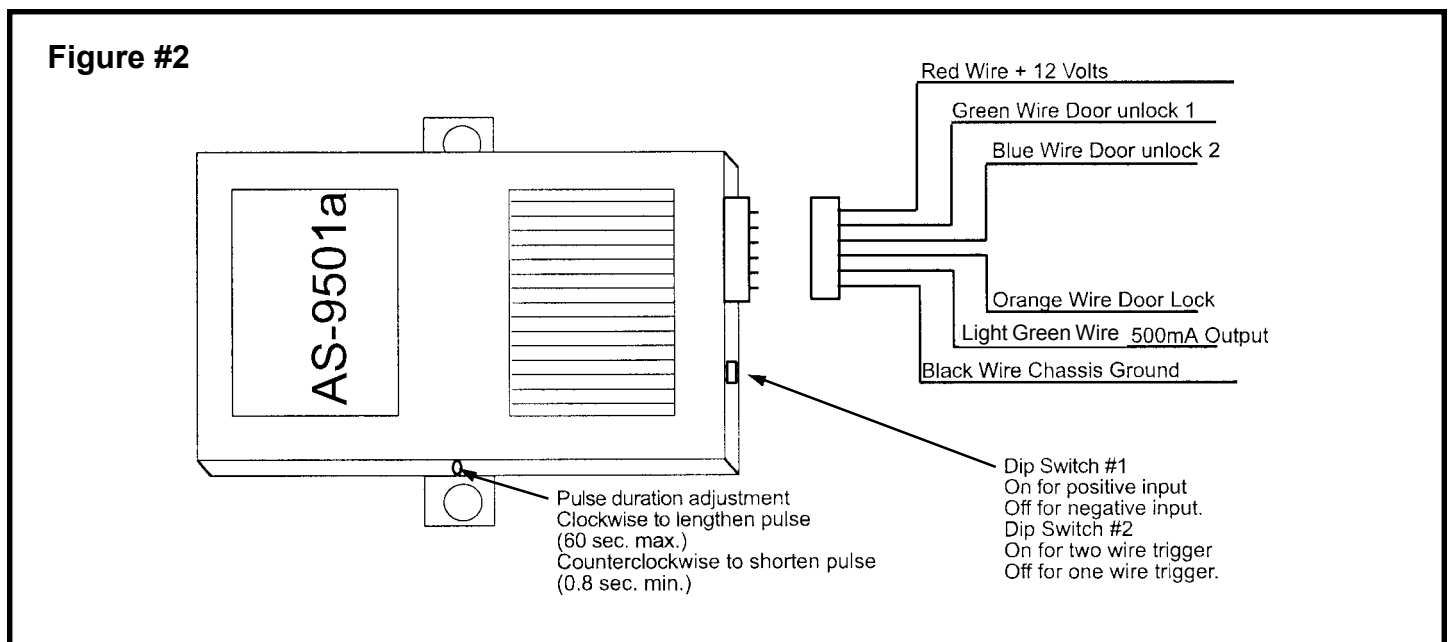 Figure #2
Red Wire + 12 Volts
Green Wire Door unlock 1
Blue Wire Door unlock 2
AS-9501a
Orange Wire Door Lock
Light Green Wire 500mA Output
Black Wire Chassis Ground
Pulse duration adjustment
Clockwise to lengthen pulse
(60 sec. max.)
Counterclockwise to shorten pulse
(0.8 sec. min.)
Dip Switch #1
On for positive input
Off for negative input.
Dip Switch #2
On for two wire trigger
Off for one wire trigger.